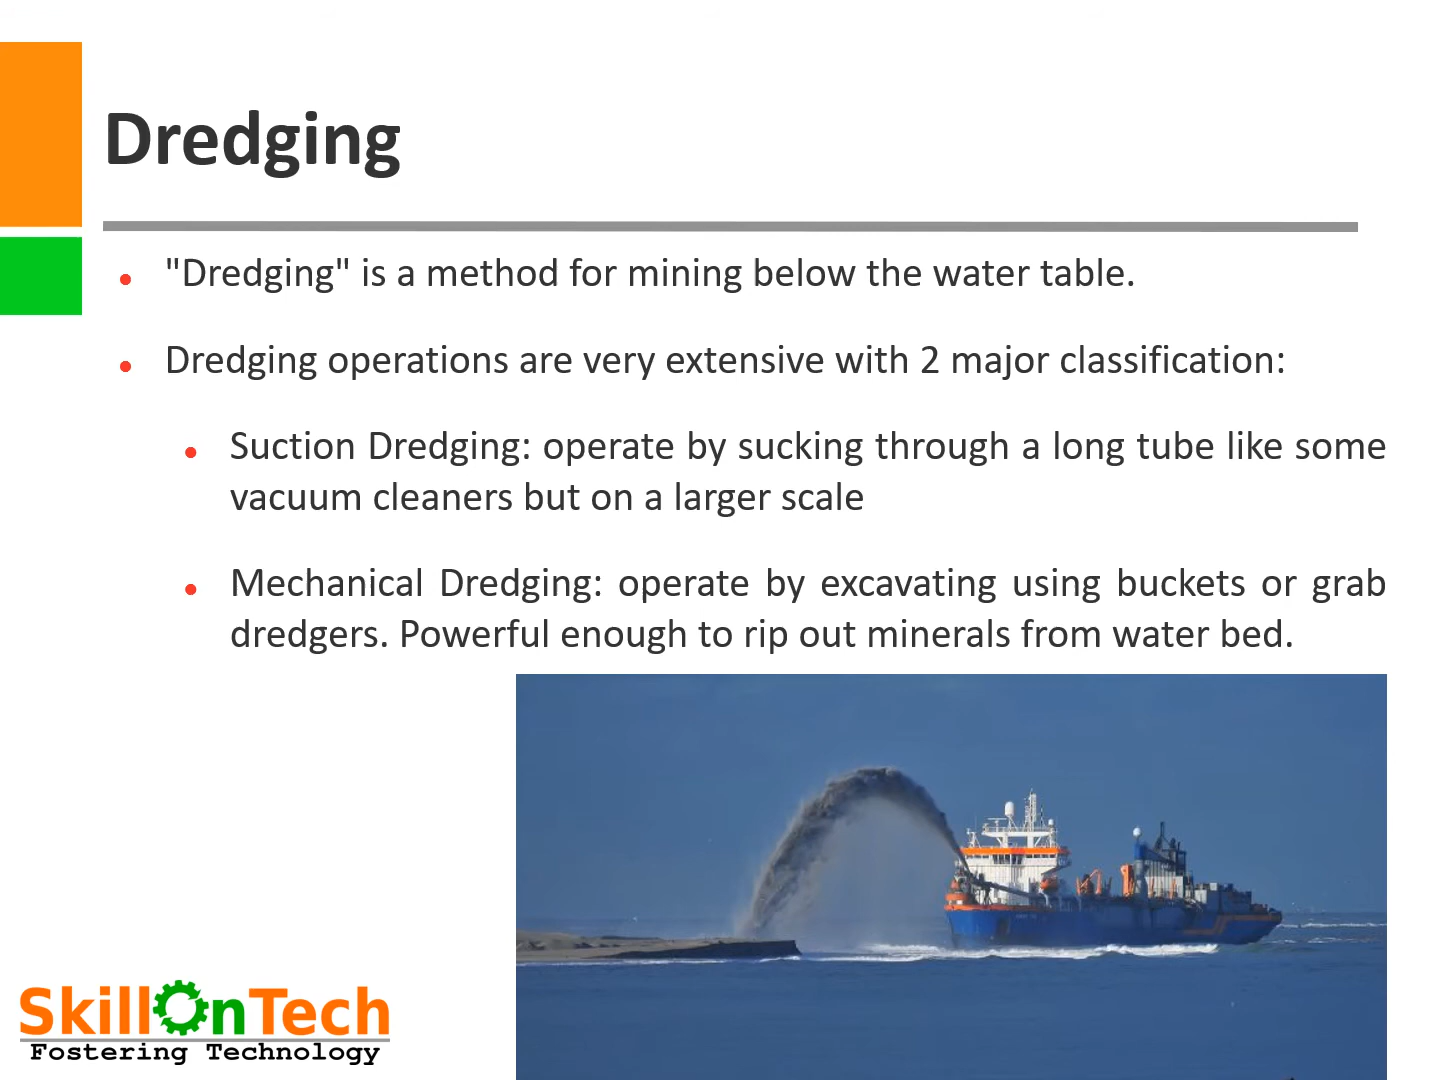 Dredging
"Dredging" is a method for mining below the water table.
Dredging operations are very extensive with 2 major classification:
Suction Dredging: operate by sucking through a long tube like some
vacuum cleaners but on a larger scale
Mechanical Dredging: operate by excavating using buckets or grab
dredgers. Powerful enough to rip out minerals from water bed.
SkillOnTech
Fostering Technology